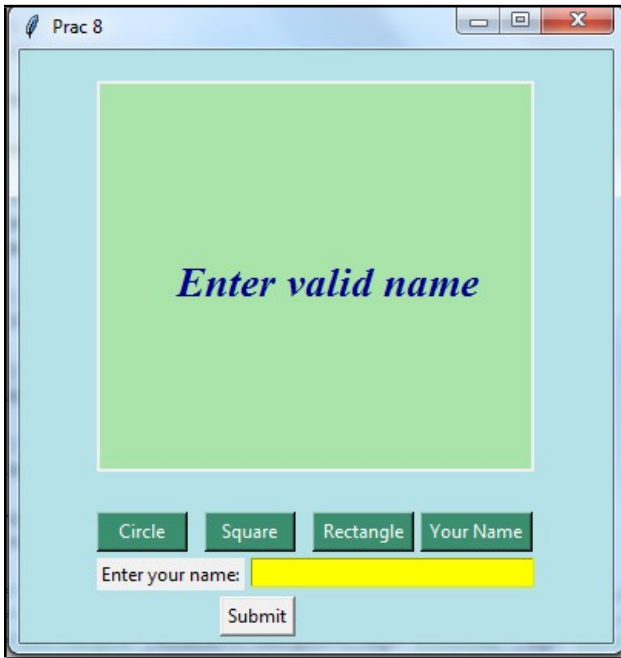 Prac 8
Enter valid name
Circle Square Rectangle Your Name
Enter your name:
Submit